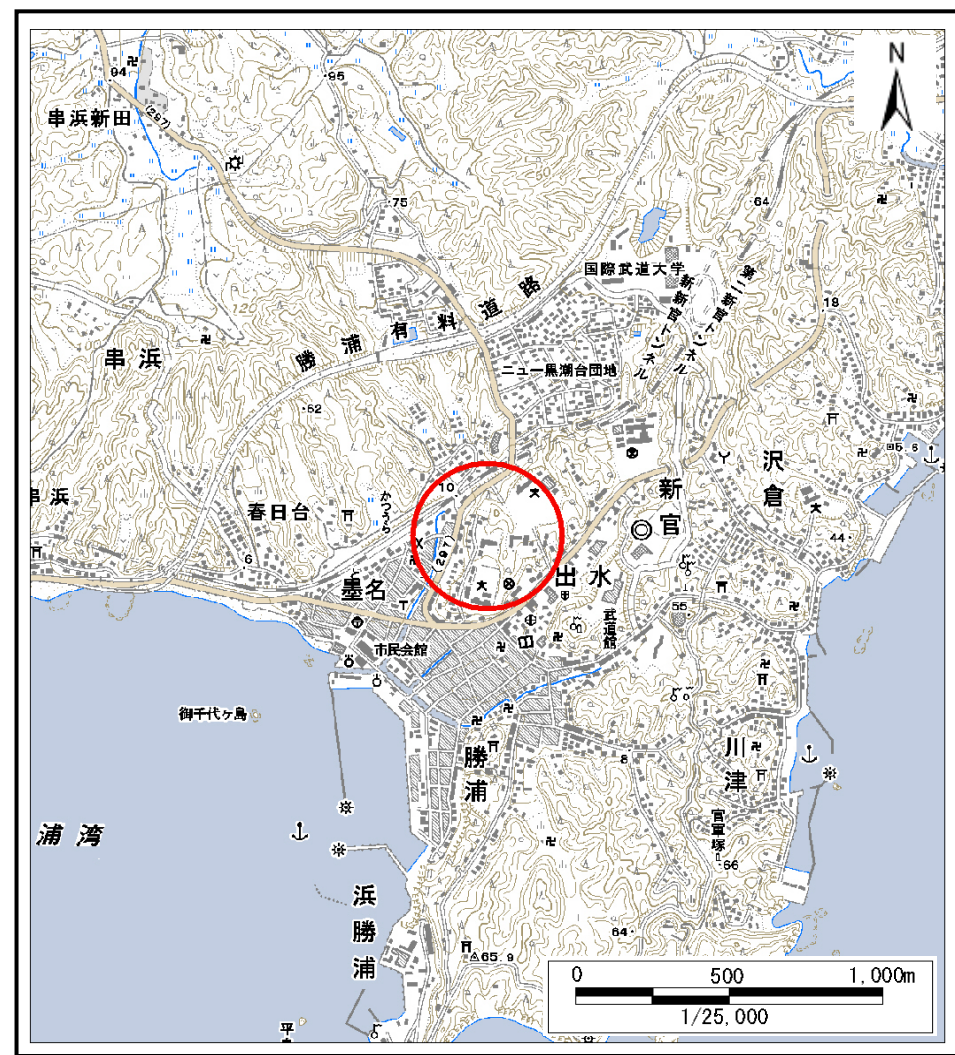 N
94
95
串浜新田
(297)
75
64
国際武道大学
第二新官トンネル
新新官トンネル
18
勝浦有料道路
串浜
ニュー黒潮台団地
52
沢倉
10
新官
串浜
かつうら
春日台
(297)
44
6
墨名
出水
55
武道館
市民会館
御千代ヶ島
勝浦
8
川津
官軍塚
浦湾
66
浜勝浦
64
65.9
平
0 500 1,000m
1/25,000